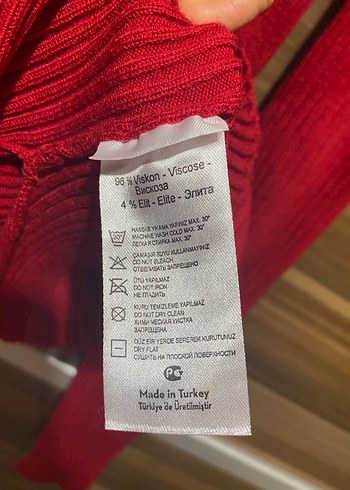 96 % Viskon - Viscose -
Вискоза
4 % Elit - Elite - Элита
30°
HASSAS YIKAMA YAPINIZ MAX. 30°
MACHINE WASH COLD MAX. 30°
ЛЕГКАЯ СТИРКА MAX. 30°
ÇAMAŞIR SUYU KULLANMAYINIZ
DO NOT BLEACH
ОТБЕЛИВАТЬ ЗАПРЕЩЕНО
ÜTÜ YAPILMAZ
DO NOT IRON
НЕ ГЛАДИТЬ
KURU TEMİZLEME YAPILMAZ
DO NOT DRY CLEAN
ХИМИЧЕСКАЯ ЧИСТКА
ЗАПРЕЩЕНА
DÜZ BİR YERDE SEREREK KURUTUNUZ
DRY FLAT
СУШИТЬ НА ПЛОСКОЙ ПОВЕРХНОСТИ
Made in Turkey
Türkiye de Üretilmiştir